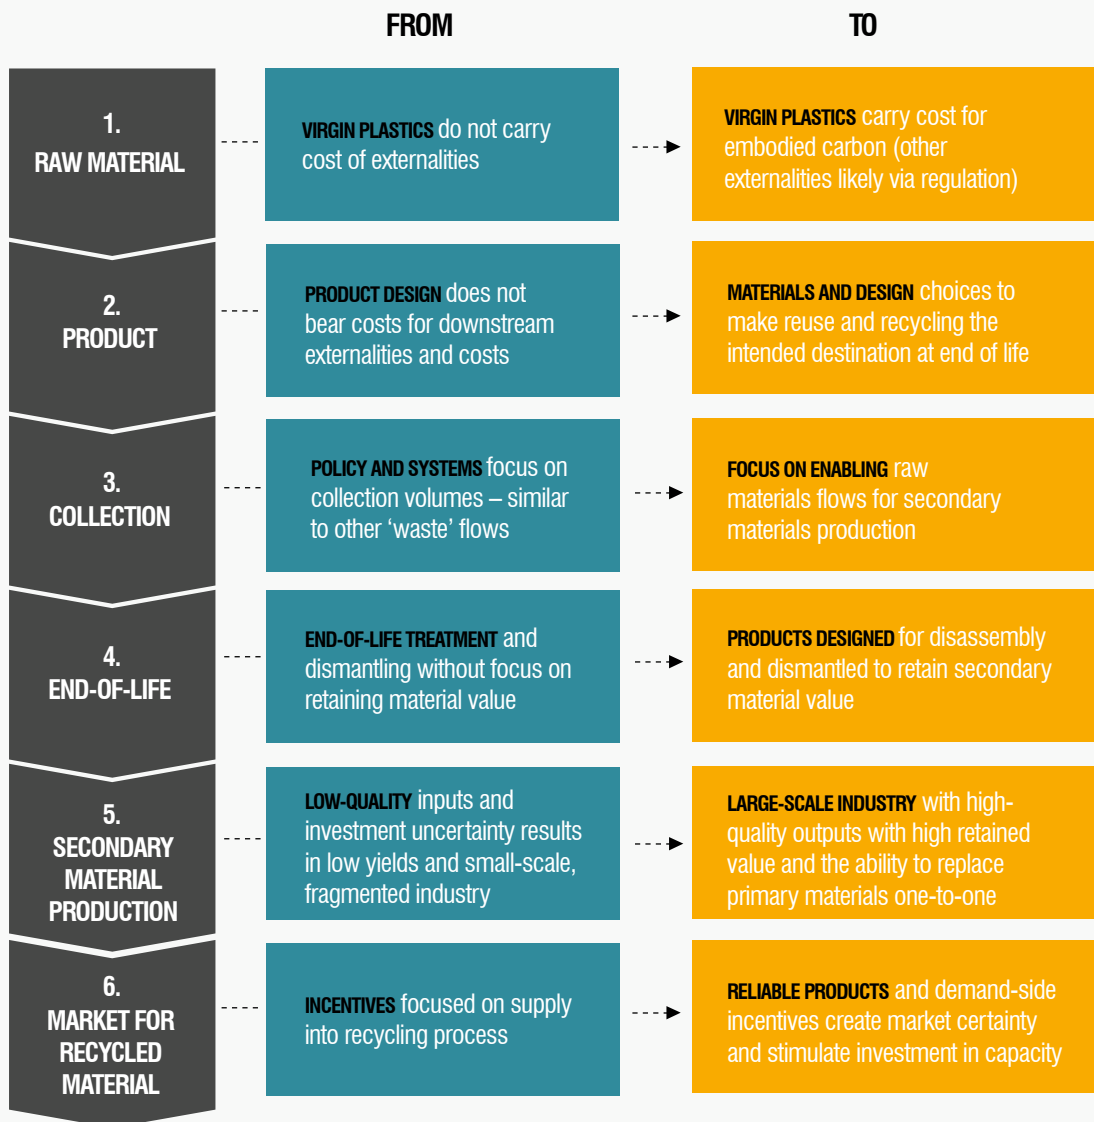 FROM
TO
1.
RAW MATERIAL
VIRGIN PLASTICS do not carry
cost of externalities
VIRGIN PLASTICS carry cost for
embodied carbon (other
externalities likely via regulation)
2.
PRODUCT
PRODUCT DESIGN does not
bear costs for downstream
externalities and costs
MATERIALS AND DESIGN choices to
make reuse and recycling the
intended destination at end of life
3.
COLLECTION
POLICY AND SYSTEMS focus on
collection volumes – similar
to other ‘waste’ flows
FOCUS ON ENABLING raw
materials flows for secondary
materials production
4.
END-OF-LIFE
END-OF-LIFE TREATMENT and
dismantling without focus on
retaining material value
PRODUCTS DESIGNED for disassembly
and dismantled to retain secondary
material value
5.
SECONDARY
MATERIAL
PRODUCTION
LOW-QUALITY inputs and
investment uncertainty results
in low yields and small-scale,
fragmented industry
LARGE-SCALE INDUSTRY with high-
quality outputs with high retained
value and the ability to replace
primary materials one-to-one
6.
MARKET FOR
RECYCLED
MATERIAL
INCENTIVES focused on supply
into recycling process
RELIABLE PRODUCTS and demand-side
incentives create market certainty
and stimulate investment in capacity